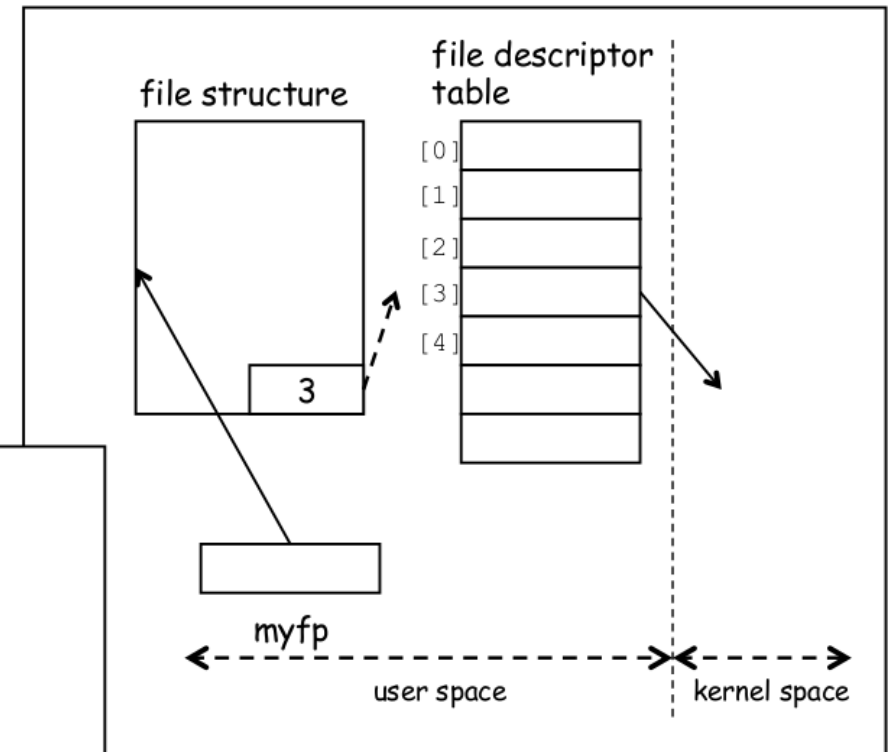 file structure
file descriptor
table
[0]
[1]
[2]
[3]
[4]
3
myfp
user space
kernel space